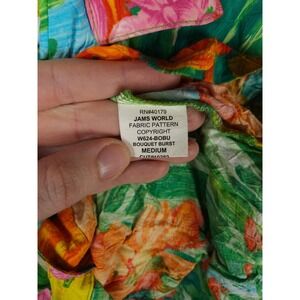 RN#40179
JAMS WORLD
FABRIC PATTERN
COPYRIGHT
W624-BOBU
BOUQUET BURST
MEDIUM